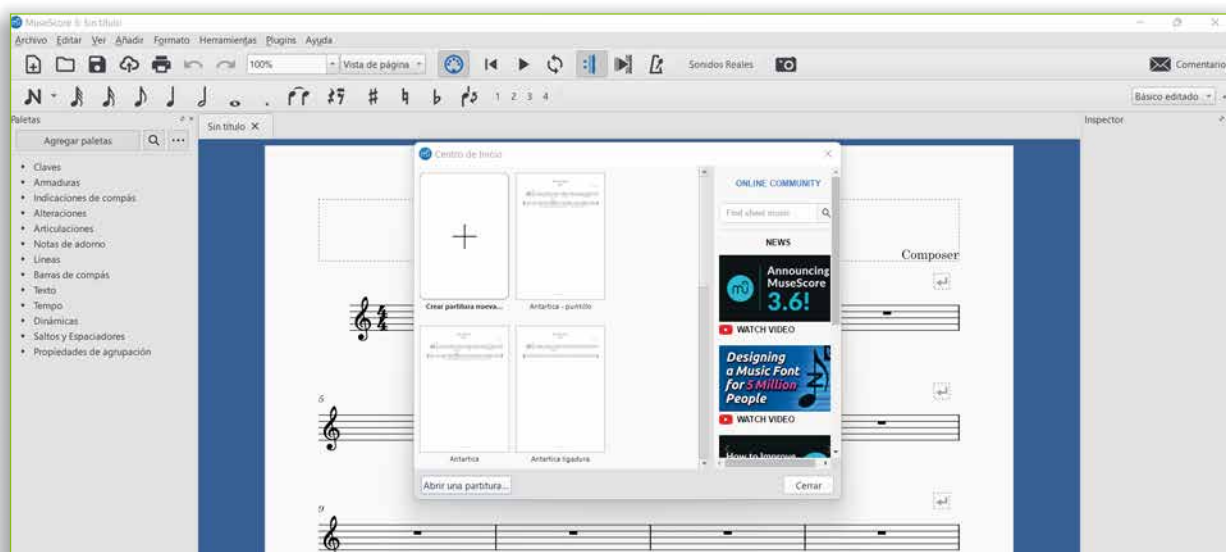 MuseScore 3: Sin título
Archivo Editar Ver Añadir Formato Herramientas Plugins Ayuda
100% Vista de página Sonidos Reales Comentario
1 2 3 4 Básico editado
Paletas
Sin título
Inspector
Agregar paletas
Claves
Armaduras
Indicaciones de compás
Alteraciones
Articulaciones
Notas de adorno
Líneas
Barras de compás
Texto
Tempo
Dinámicas
Saltos y Espaciadores
Propiedades de agrupación
Composer
5
9
Centro de Inicio
Crear partitura nueva...
Antartica - puntillo
Antartica
Antartica ligadura
Abrir una partitura...
ONLINE COMMUNITY
Find sheet music
NEWS
Announcing
MuseScore
3.6!
WATCH VIDEO
Designing
a Music Font
for 5 Million
People
WATCH VIDEO
How to Improve
Cerrar